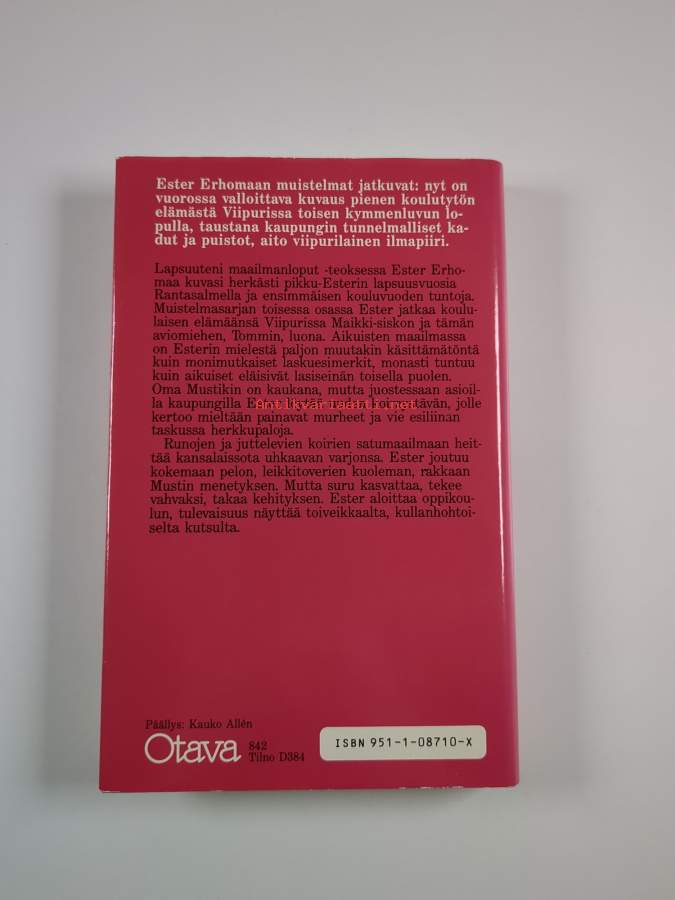 Ester Erhomaan muistelmat jatkuvat: nyt on
vuorossa valloittava kuvaus pienen koulutytön
elämästä Viipurissa toisen kymmenluvun lo-
pulla, taustana kaupungin tunnelmalliset ka-
dut ja puistot, aito viipurilainen ilmapiiri.
Lapsuuteni maailmanloput -teoksessa Ester Erho-
maa kuvasi herkästi pikku-Esterin lapsuusvuosia
Rantasalmella ja ensimmäisen kouluvuoden tuntoja.
Muistelmasarjan toisessa osassa Ester jatkaa koulu-
laisen elämäänsä Viipurissa Maikki-siskon ja tämän
aviomiehen, Tommin, luona. Aikuisten maailmassa
on Esterin mielestä paljon muutakin käsittämätöntä
kuin monimutkaiset laskuesimerkit, monasti tuntuu
kuin aikuiset eläisivät lasiseinän toisella puolen.
Oma Mustikin on kaukana, mutta juostessaan asioil-
la kaupungilla Ester löytää uuden koiraystävän, jolle
kertoo mieltään painavat murheet ja vie esiliinan
taskussa herkkupaloja.
Runojen ja juttelevien koirien satumaailmaan heit-
tää kansalaissota uhkaavan varjonsa. Ester joutuu
kokemaan pelon, leikkitoverien kuoleman, rakkaan
Mustin menetyksen. Mutta suru kasvattaa, tekee
vahvaksi, takaa kehityksen. Ester aloittaa oppikou-
lun, tulevaisuus näyttää toiveikkaalta, kullanhohtoi-
selta kutsulta.
Päällys: Kauko Allén
Otava 842
Tilno D384
ISBN 951-1-08710-X